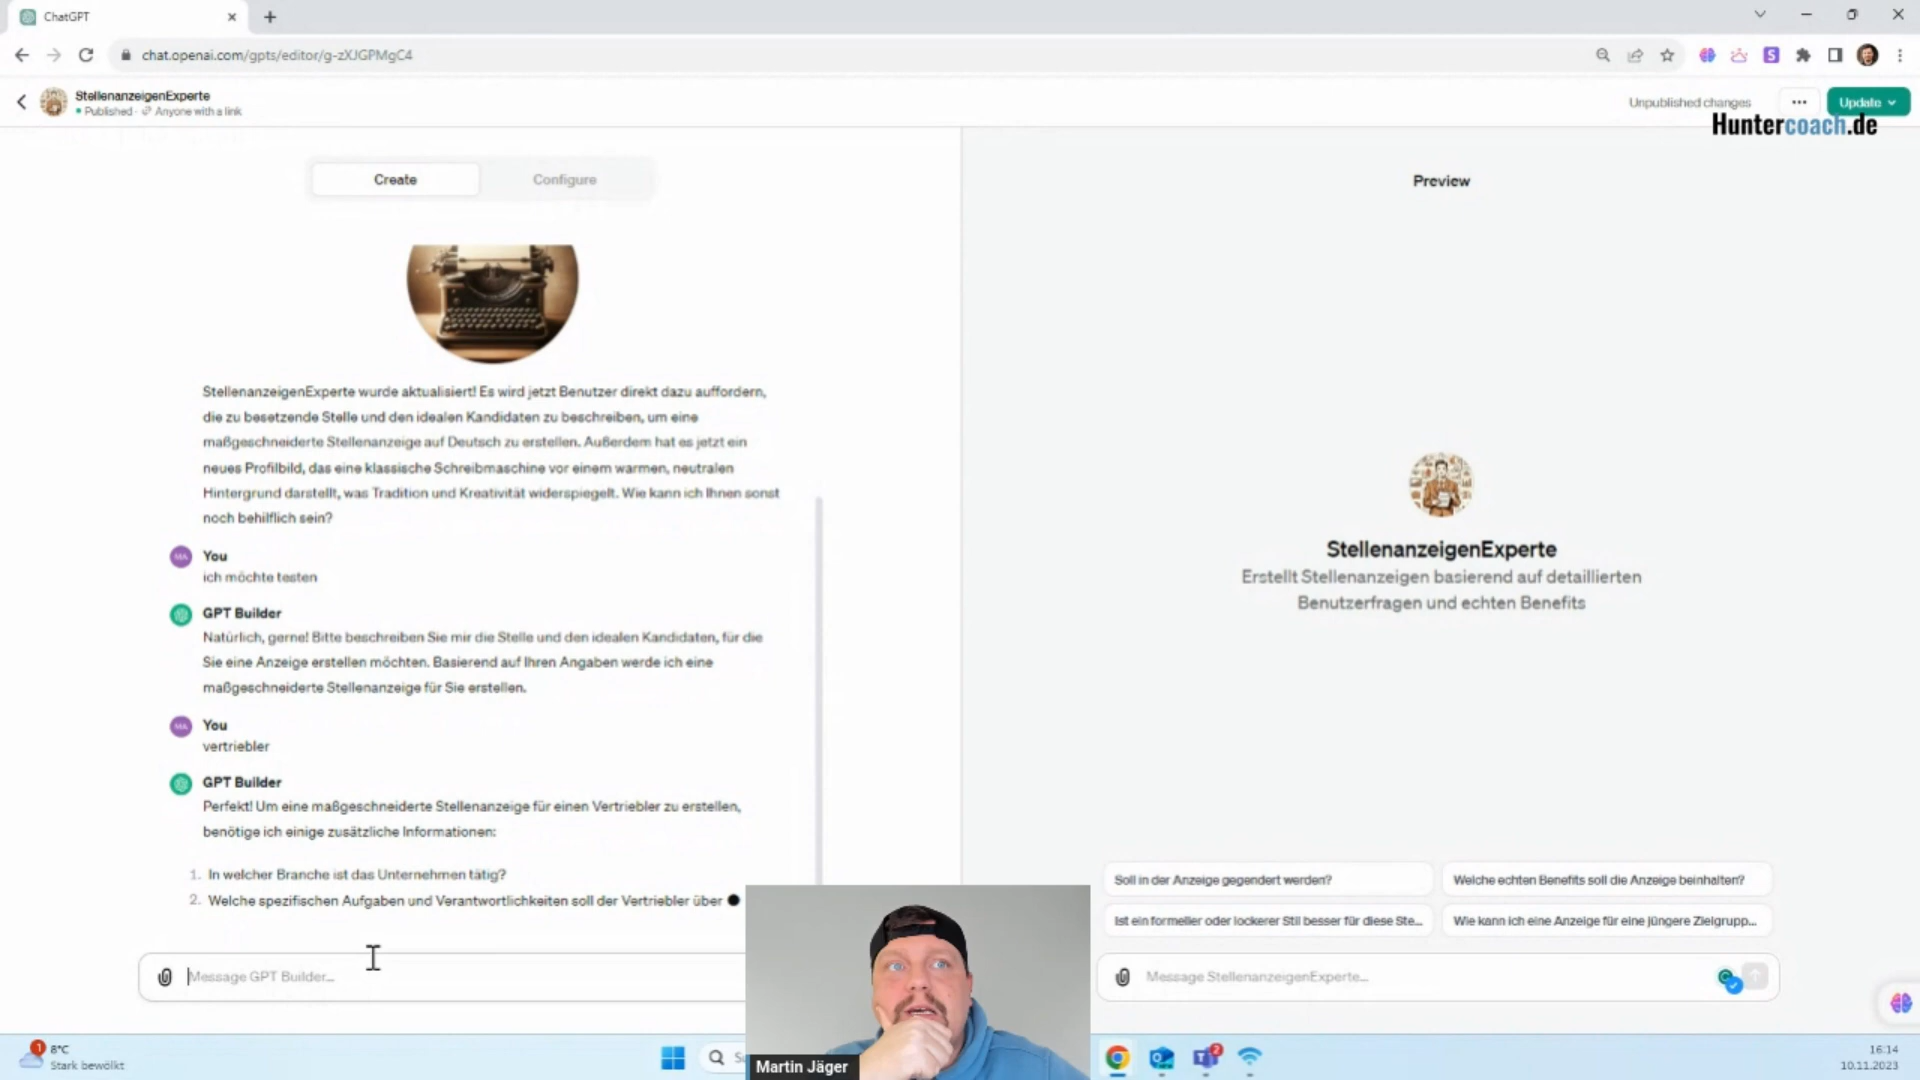 ChatGPT
chat.openai.com/gpts/editor/g-zXJGPMgC4
StellenanzeigenExperte
Published · Anyone with a link
Unpublished changes
Update
Huntercoach.de
Create
Configure
Preview
StellenanzeigenExperte wurde aktualisiert! Es wird jetzt Benutzer direkt dazu auffordern,
die zu besetzende Stelle und den idealen Kandidaten zu beschreiben, um eine
maßgeschneiderte Stellenanzeige auf Deutsch zu erstellen. Außerdem hat es jetzt ein
neues Profilbild, das eine klassische Schreibmaschine vor einem warmen, neutralen
Hintergrund darstellt, was Tradition und Kreativität widerspiegelt. Wie kann ich Ihnen sonst
noch behilflich sein?
MA
You
ich möchte testen
GPT Builder
Natürlich, gerne! Bitte beschreiben Sie mir die Stelle und den idealen Kandidaten, für die
Sie eine Anzeige erstellen möchten. Basierend auf Ihren Angaben werde ich eine
maßgeschneiderte Stellenanzeige für Sie erstellen.
MA
You
vertriebler
GPT Builder
Perfekt! Um eine maßgeschneiderte Stellenanzeige für einen Vertriebler zu erstellen,
benötige ich einige zusätzliche Informationen:
1. In welcher Branche ist das Unternehmen tätig?
2. Welche spezifischen Aufgaben und Verantwortlichkeiten soll der Vertriebler über
Message GPT Builder...
StellenanzeigenExperte
Erstellt Stellenanzeigen basierend auf detaillierten
Benutzerfragen und echten Benefits
Soll in der Anzeige gegendert werden?
Welche echten Benefits soll die Anzeige beinhalten?
Ist ein formeller oder lockerer Stil besser für diese Ste...
Wie kann ich eine Anzeige für eine jüngere Zielgrupp...
Message StellenanzeigenExperte...
Martin Jäger
1
8°C
Stark bewölkt
2
16:14
10.11.2023